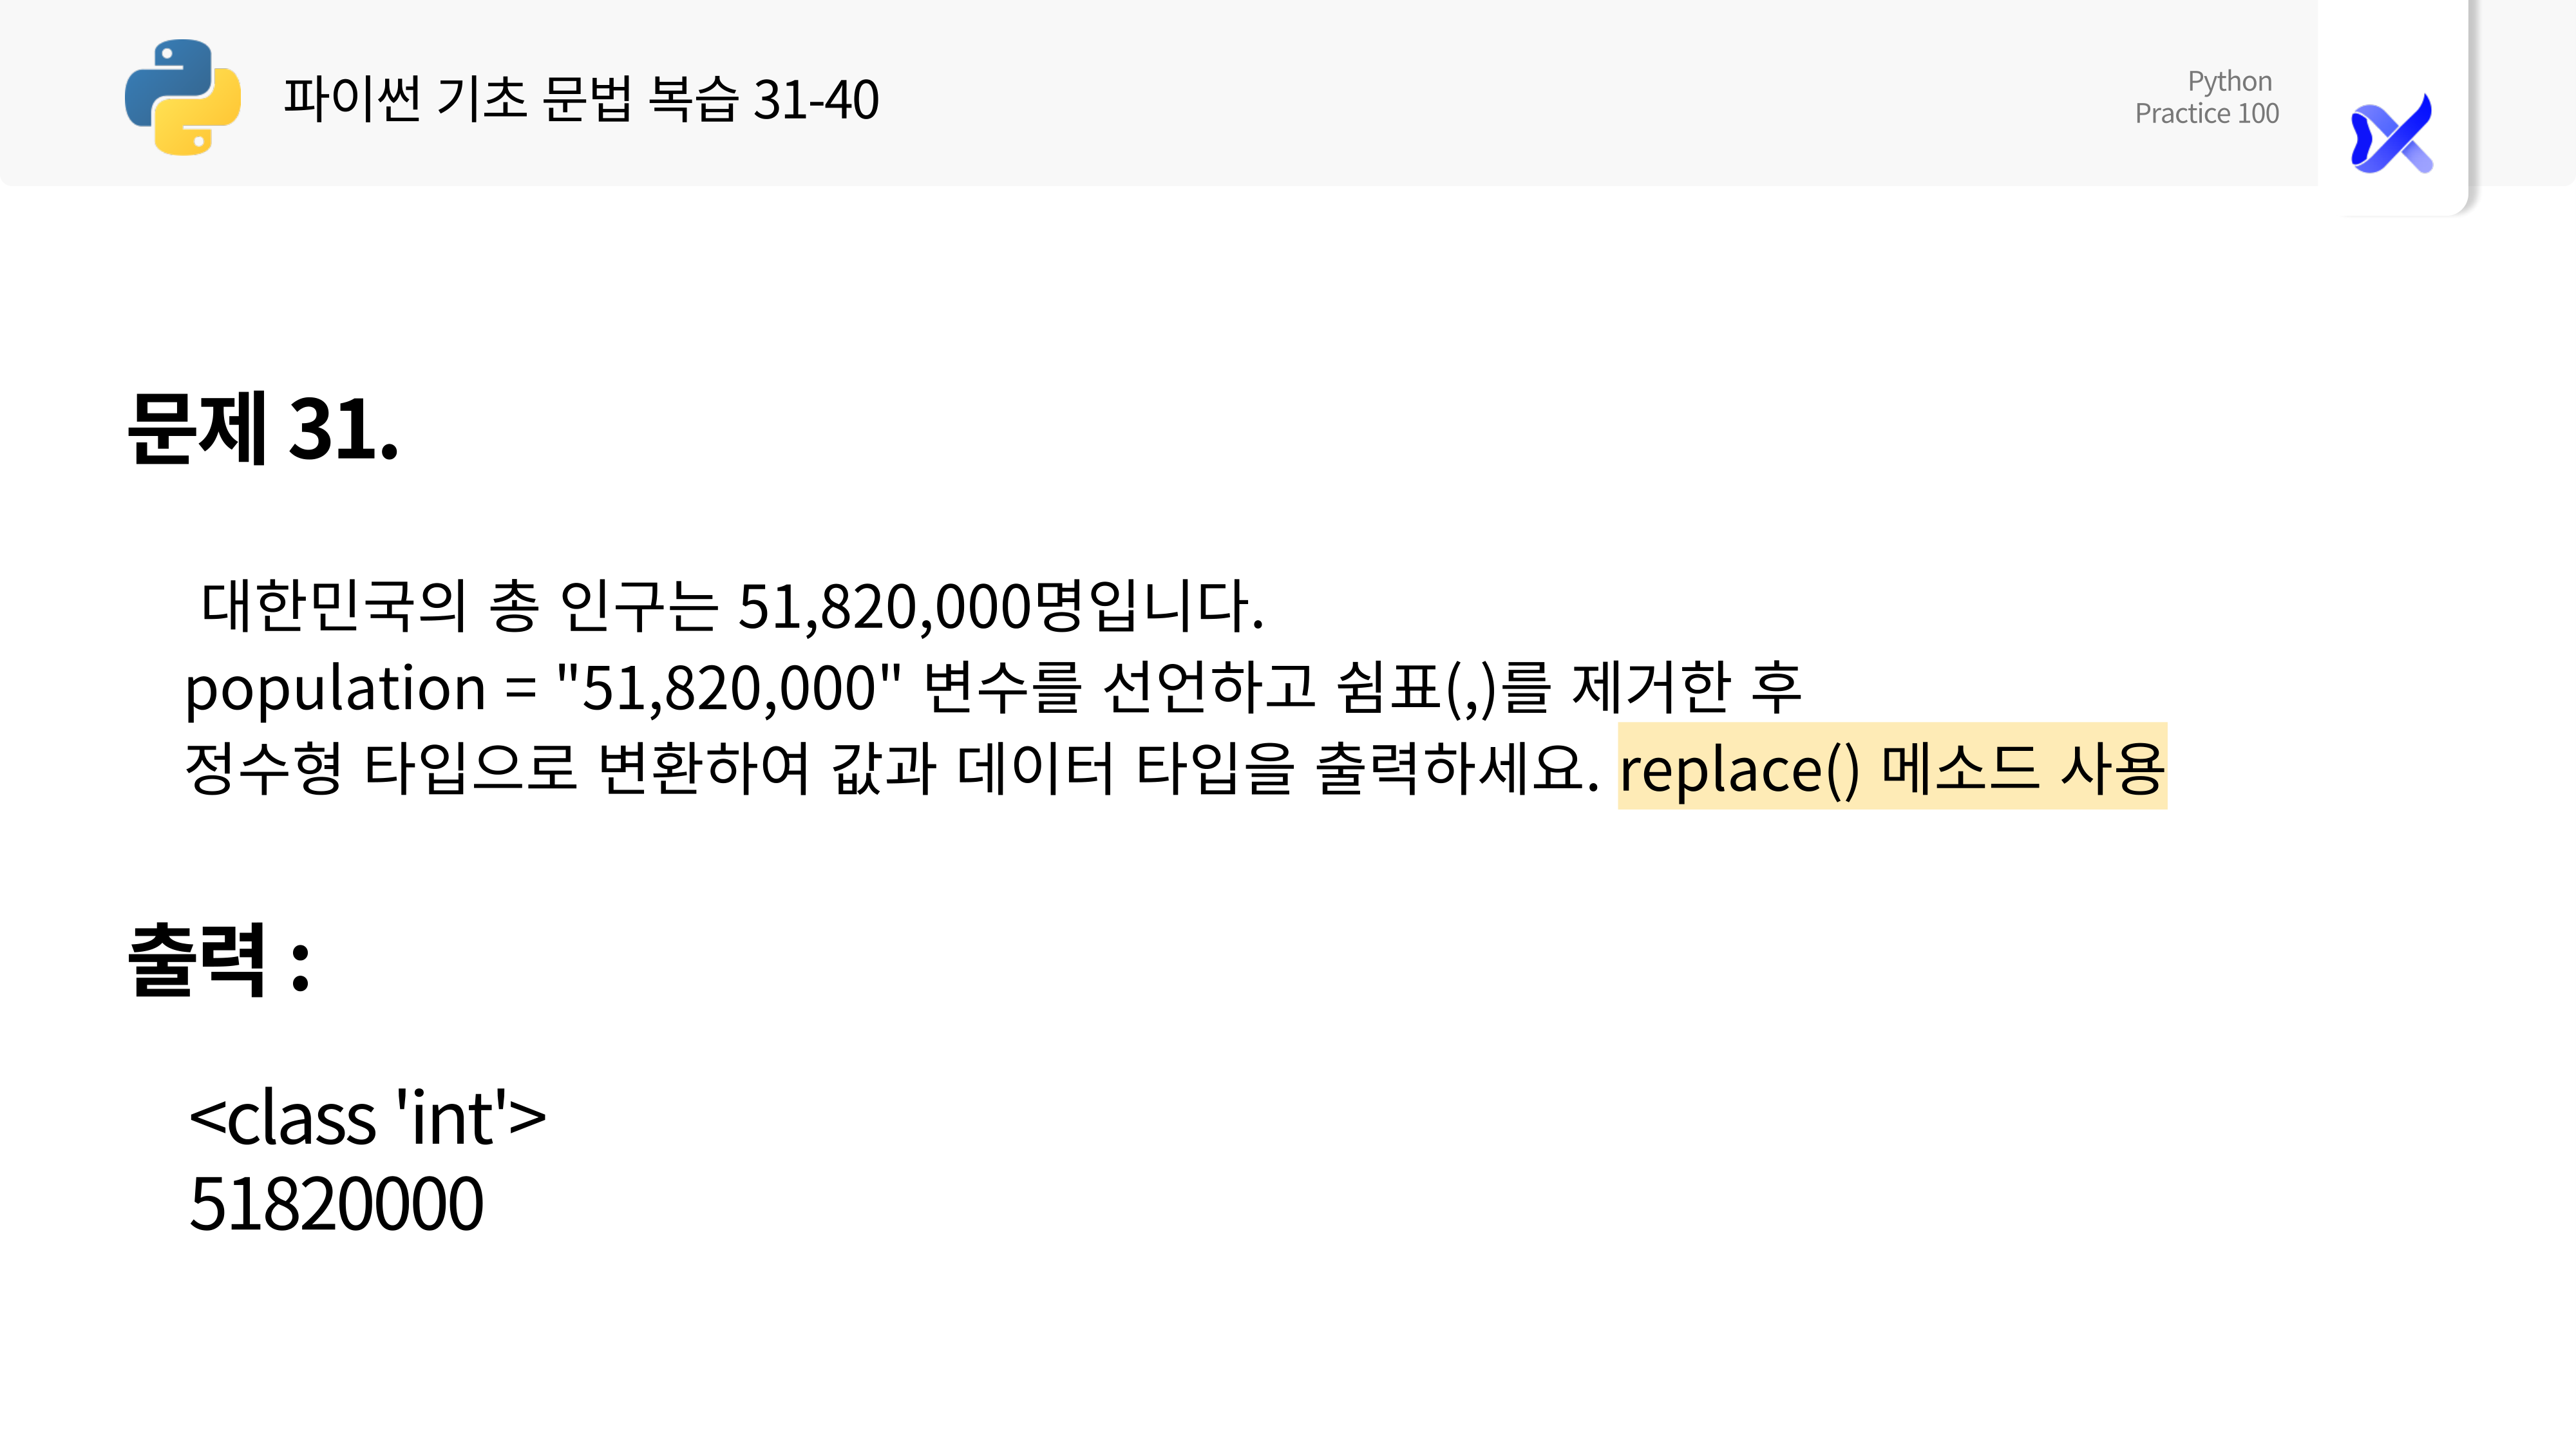 파이썬 기초 문법 복습 31-40
Python
Practice 100
문제 31.
대한민국의 총 인구는 51,820,000명입니다.
population = "51,820,000" 변수를 선언하고 쉼표(,)를 제거한 후
정수형 타입으로 변환하여 값과 데이터 타입을 출력하세요. replace() 메소드 사용
출력 :
<class 'int'>
51820000